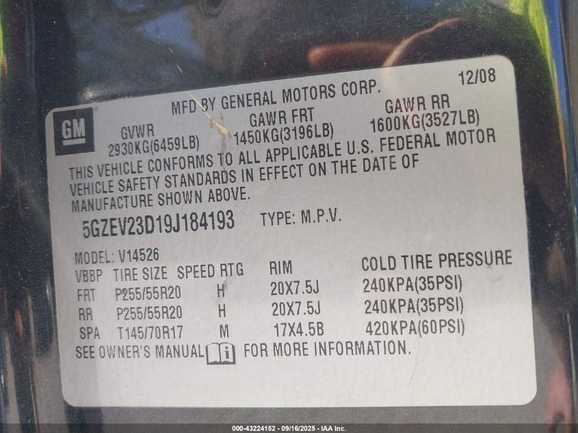 MFD BY GENERAL MOTORS CORP. 12/08
GM
GVWR GAWR FRT GAWR RR
2930KG(6459LB) 1450KG(3196LB) 1600KG(3527LB)
THIS VEHICLE CONFORMS TO ALL APPLICABLE U.S. FEDERAL MOTOR
VEHICLE SAFETY STANDARDS IN EFFECT ON THE DATE OF
MANUFACTURE SHOWN ABOVE.
5GZEV23D19J184193 TYPE: M.P.V.
MODEL: V14526
VBBP TIRE SIZE SPEED RTG RIM COLD TIRE PRESSURE
FRT P255/55R20 H 20X7.5J 240KPA(35PSI)
RR P255/55R20 H 20X7.5J 240KPA(35PSI)
SPA T145/70R17 M 17X4.5B 420KPA(60PSI)
SEE OWNER'S MANUAL FOR MORE INFORMATION.
000-43224152 - 09/16/2025 - IAA Inc.